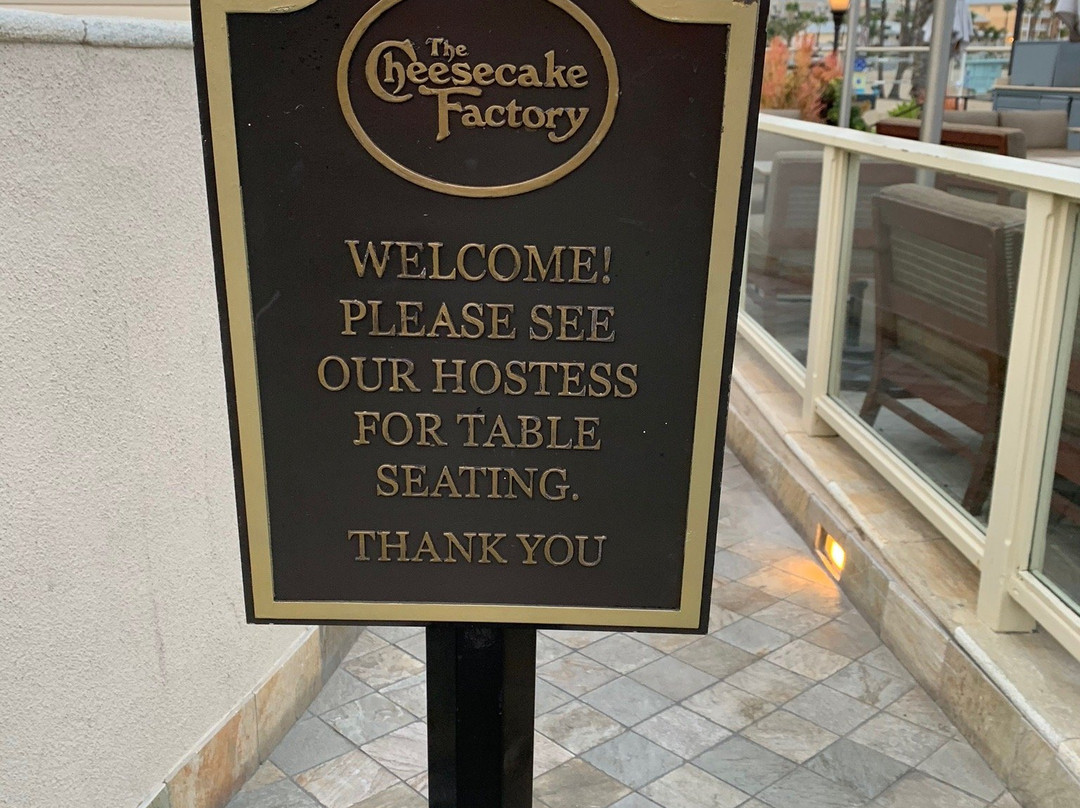 The
Cheesecake
Factory
WELCOME!
PLEASE SEE
OUR HOSTESS
FOR TABLE
SEATING.
THANK YOU